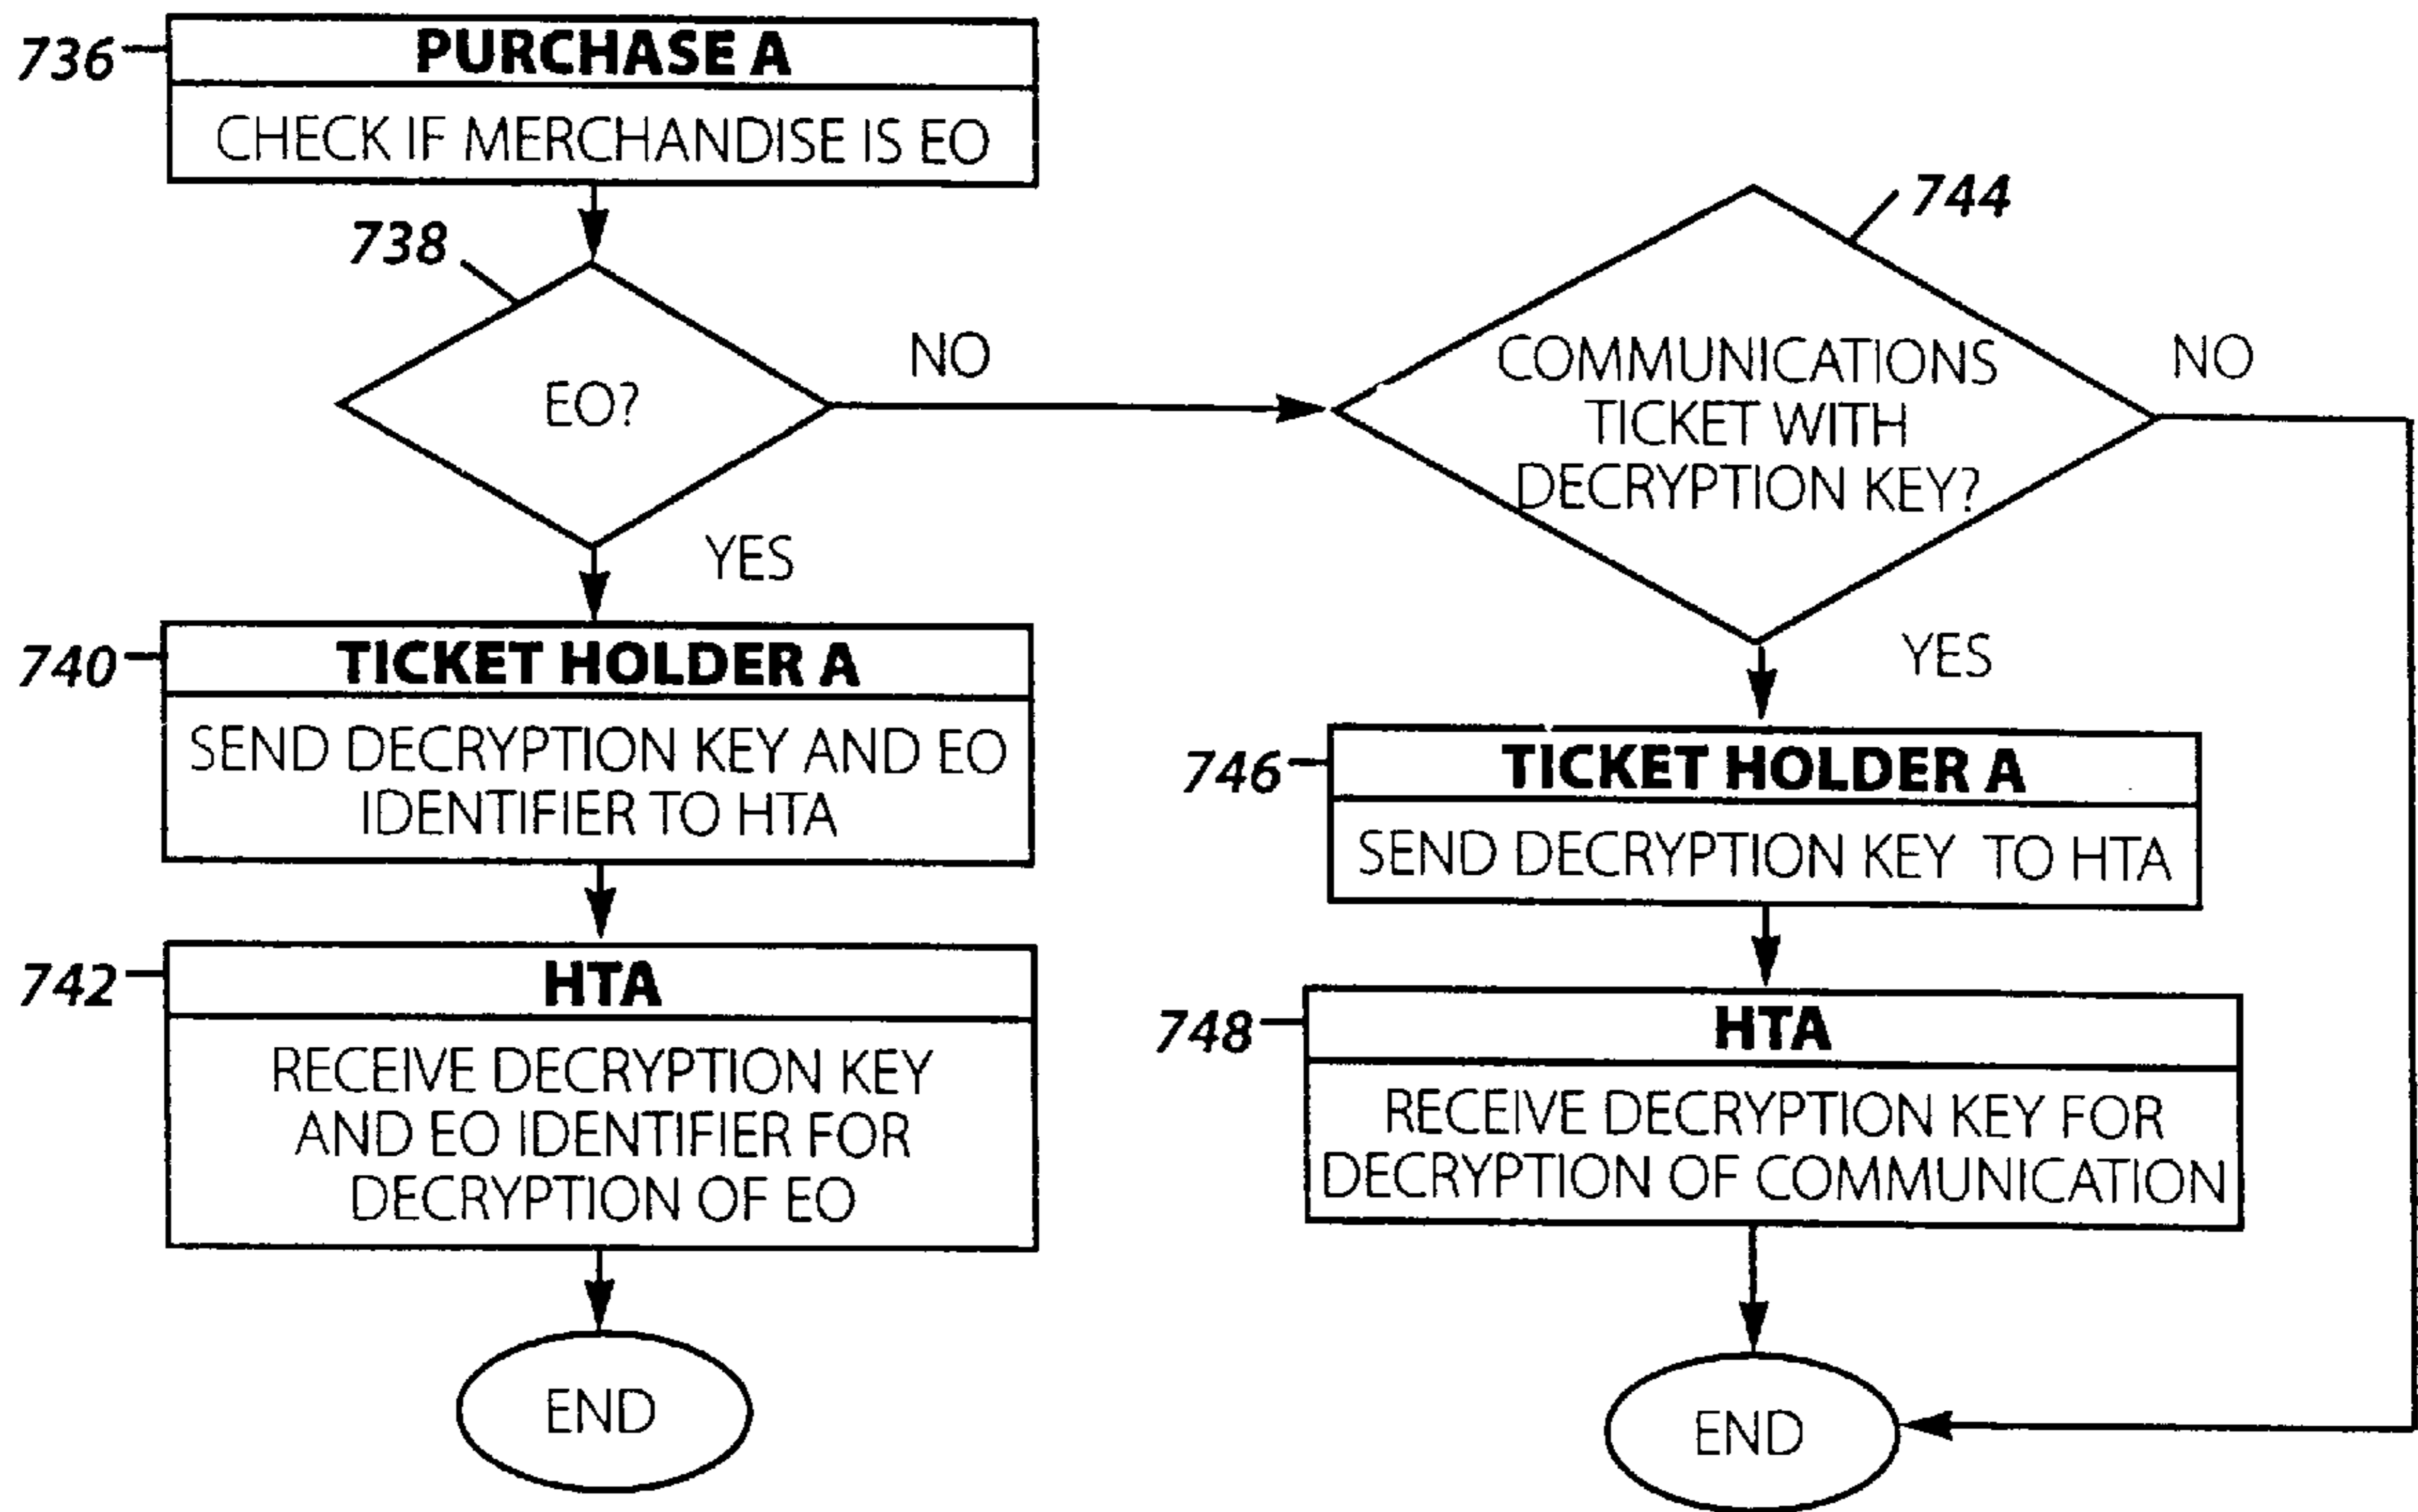 736
PURCHASE A
CHECK IF MERCHANDISE IS EO
738
EO?
NO
YES
740
TICKET HOLDER A
SEND DECRYPTION KEY AND EO
IDENTIFIER TO HTA
742
HTA
RECEIVE DECRYPTION KEY
AND EO IDENTIFIER FOR
DECRYPTION OF EO
END
744
COMMUNICATIONS
TICKET WITH
DECRYPTION KEY?
NO
YES
746
TICKET HOLDER A
SEND DECRYPTION KEY TO HTA
748
HTA
RECEIVE DECRYPTION KEY FOR
DECRYPTION OF COMMUNICATION
END